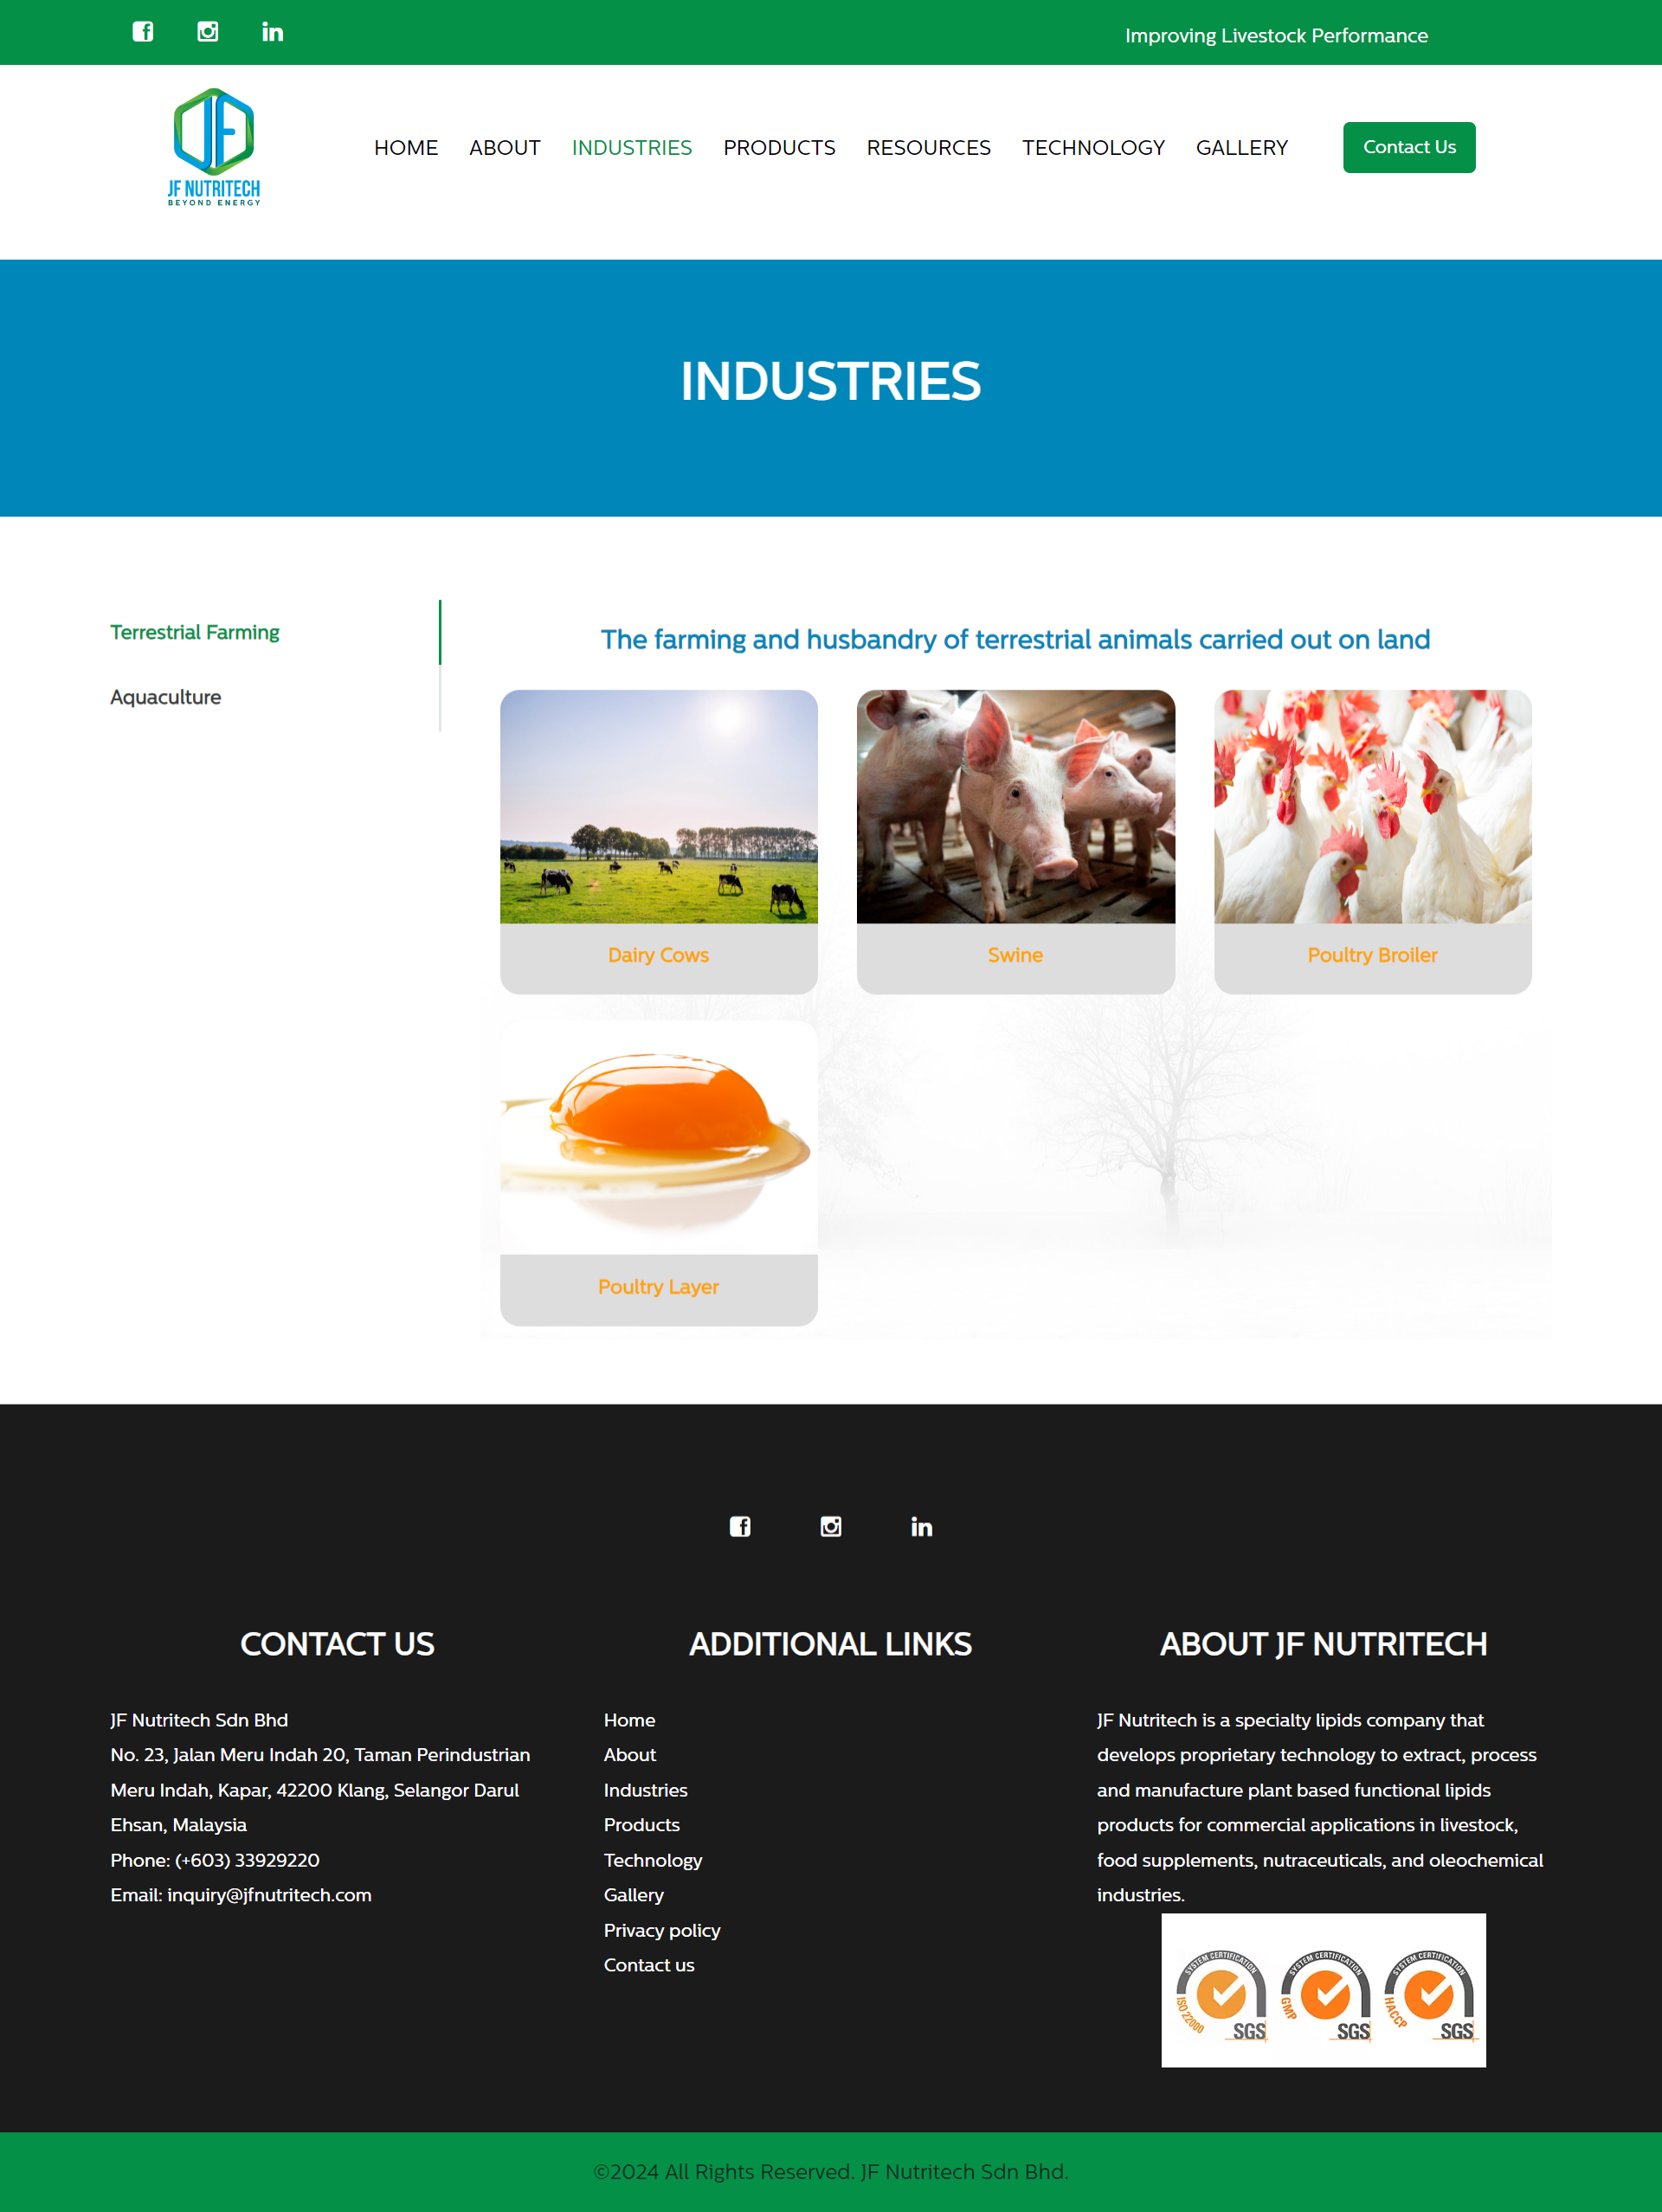 Improving Livestock Performance
JF NUTRITECH
BEYOND ENERGY
HOME ABOUT INDUSTRIES PRODUCTS RESOURCES TECHNOLOGY GALLERY Contact Us
INDUSTRIES
Terrestrial Farming
Aquaculture
The farming and husbandry of terrestrial animals carried out on land
Dairy Cows
Swine
Poultry Broiler
Poultry Layer
CONTACT US
JF Nutritech Sdn Bhd
No. 23, Jalan Meru Indah 20, Taman Perindustrian
Meru Indah, Kapar, 42200 Klang, Selangor Darul
Ehsan, Malaysia
Phone: (+603) 33929220
Email: inquiry@jfnutritech.com
ADDITIONAL LINKS
Home
About
Industries
Products
Technology
Gallery
Privacy policy
Contact us
ABOUT JF NUTRITECH
JF Nutritech is a specialty lipids company that
develops proprietary technology to extract, process
and manufacture plant based functional lipids
products for commercial applications in livestock,
food supplements, nutraceuticals, and oleochemical
industries.
SYSTEM CERTIFICATION
ISO 22000
SGS
SYSTEM CERTIFICATION
GMP
SGS
SYSTEM CERTIFICATION
HACCP
SGS
©2024 All Rights Reserved. JF Nutritech Sdn Bhd.